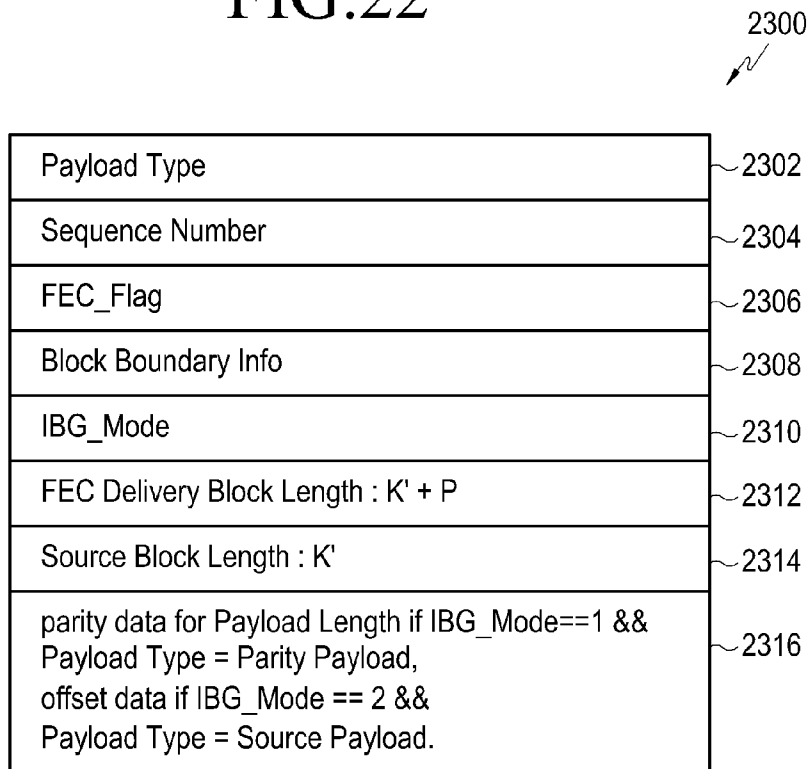 FIG.22
2300
Payload Type
2302
Sequence Number
2304
FEC_Flag
2306
Block Boundary Info
2308
IBG_Mode
2310
FEC Delivery Block Length : K' + P
2312
Source Block Length : K'
2314
parity data for Payload Length if IBG_Mode==1 &&
Payload Type = Parity Payload,
offset data if IBG_Mode == 2 &&
Payload Type = Source Payload.
2316